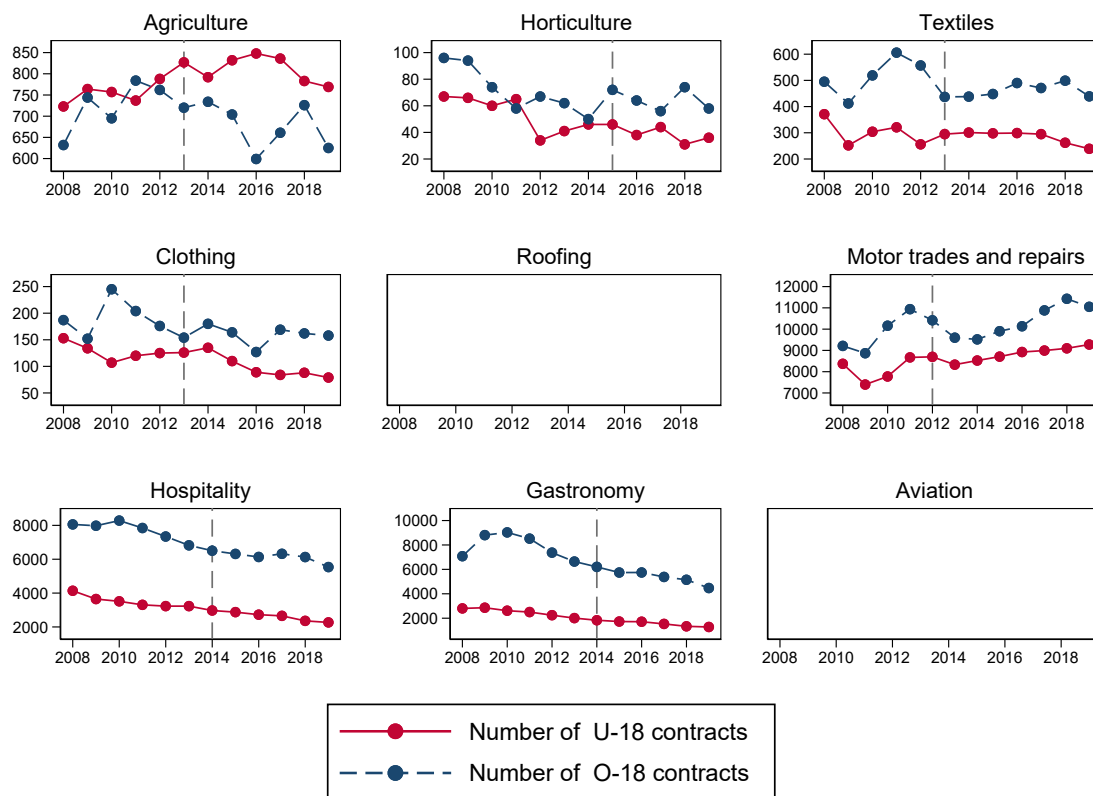 Agriculture
850
800
750
700
650
600
2008 2010 2012 2014 2016 2018
Horticulture
100
80
60
40
20
2008 2010 2012 2014 2016 2018
Textiles
600
500
400
300
200
2008 2010 2012 2014 2016 2018
Clothing
250
200
150
100
50
2008 2010 2012 2014 2016 2018
Roofing
2008 2010 2012 2014 2016 2018
Motor trades and repairs
12000
11000
10000
9000
8000
7000
2008 2010 2012 2014 2016 2018
Hospitality
8000
6000
4000
2000
2008 2010 2012 2014 2016 2018
Gastronomy
10000
8000
6000
4000
2000
2008 2010 2012 2014 2016 2018
Aviation
2008 2010 2012 2014 2016 2018
Number of U-18 contracts
Number of O-18 contracts